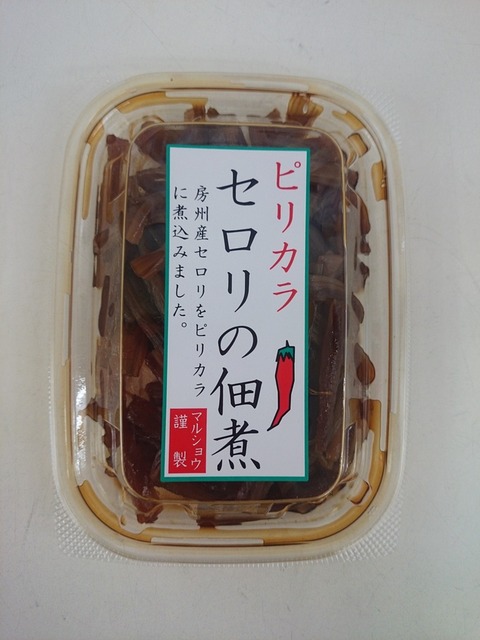 ピリカラ
セロリの佃煮
房州産セロリをピリカラ
に煮込みました。
マルショウ
謹製